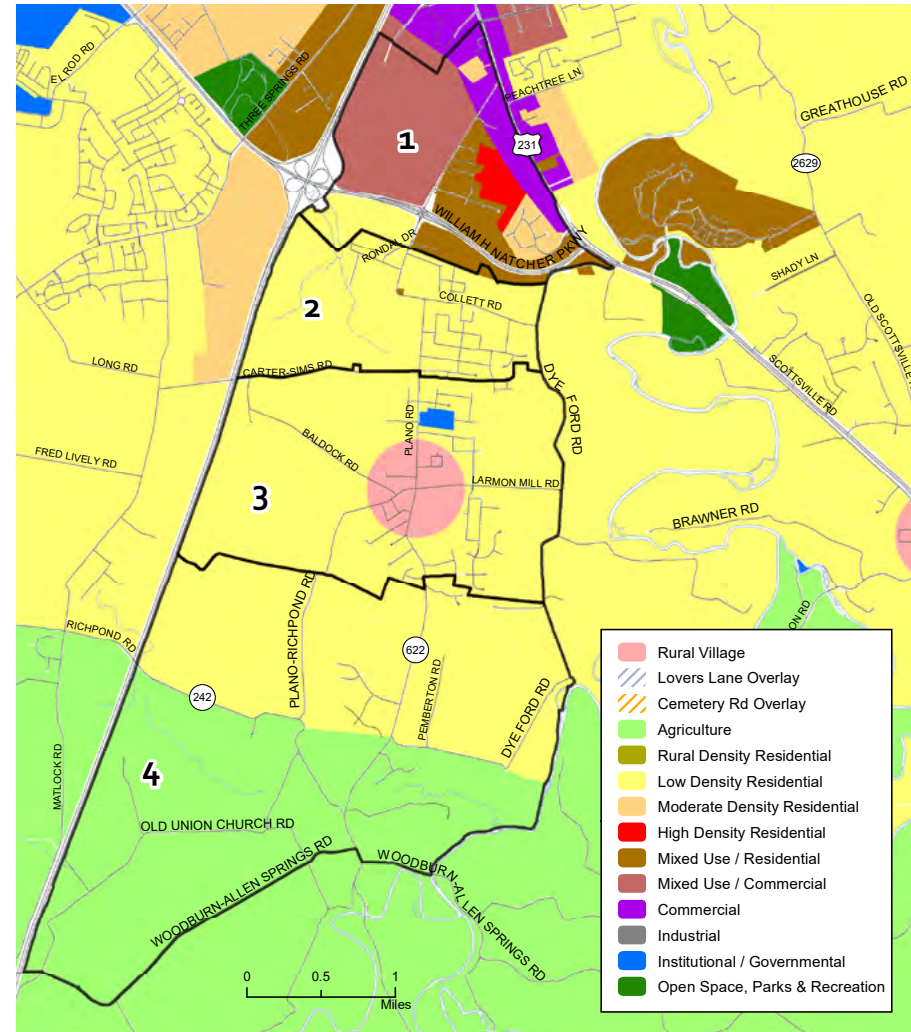 ELROD RD
THREE SPRINGS RD
PEACHTREE LN
GREATHOUSE RD
1
231
2629
WILLIAM H NATCHER PKWY
RONDAL DR
SHADY LN
COLLETT RD
OLD SCOTTSVILLE
2
LONG RD
CARTER-SIMS RD
DYE FORD RD
SCOTTSVILLE RD
PLANO RD
BALDOCK RD
FRED LIVELY RD
LARMON MILL RD
3
BRAWNER RD
ON RD
RICHPOND RD
PLANO-RICHPOND RD
622
PEMBERTON RD
242
DYE FORD RD
MATLOCK RD
4
OLD UNION CHURCH RD
WOODBURN-ALLEN SPRINGS RD
WOODBURN-ALLEN SPRINGS RD
0 0.5 1
Miles
Rural Village
Lovers Lane Overlay
Cemetery Rd Overlay
Agriculture
Rural Density Residential
Low Density Residential
Moderate Density Residential
High Density Residential
Mixed Use / Residential
Mixed Use / Commercial
Commercial
Industrial
Institutional / Governmental
Open Space, Parks & Recreation